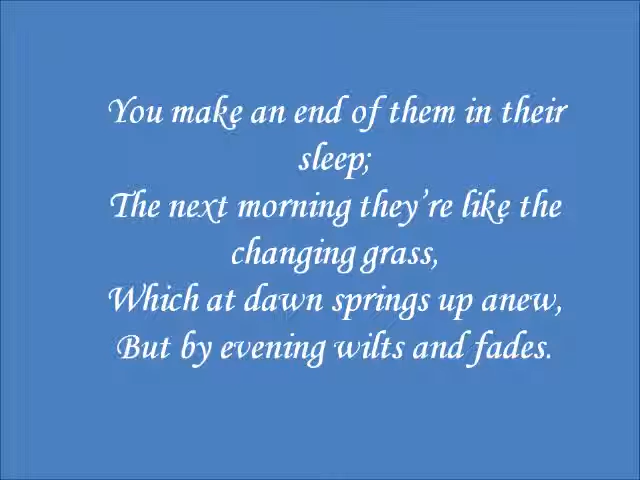 You make an end of them in their
sleep;
The next morning they’re like the
changing grass,
Which at dawn springs up anew,
But by evening wilts and fades.